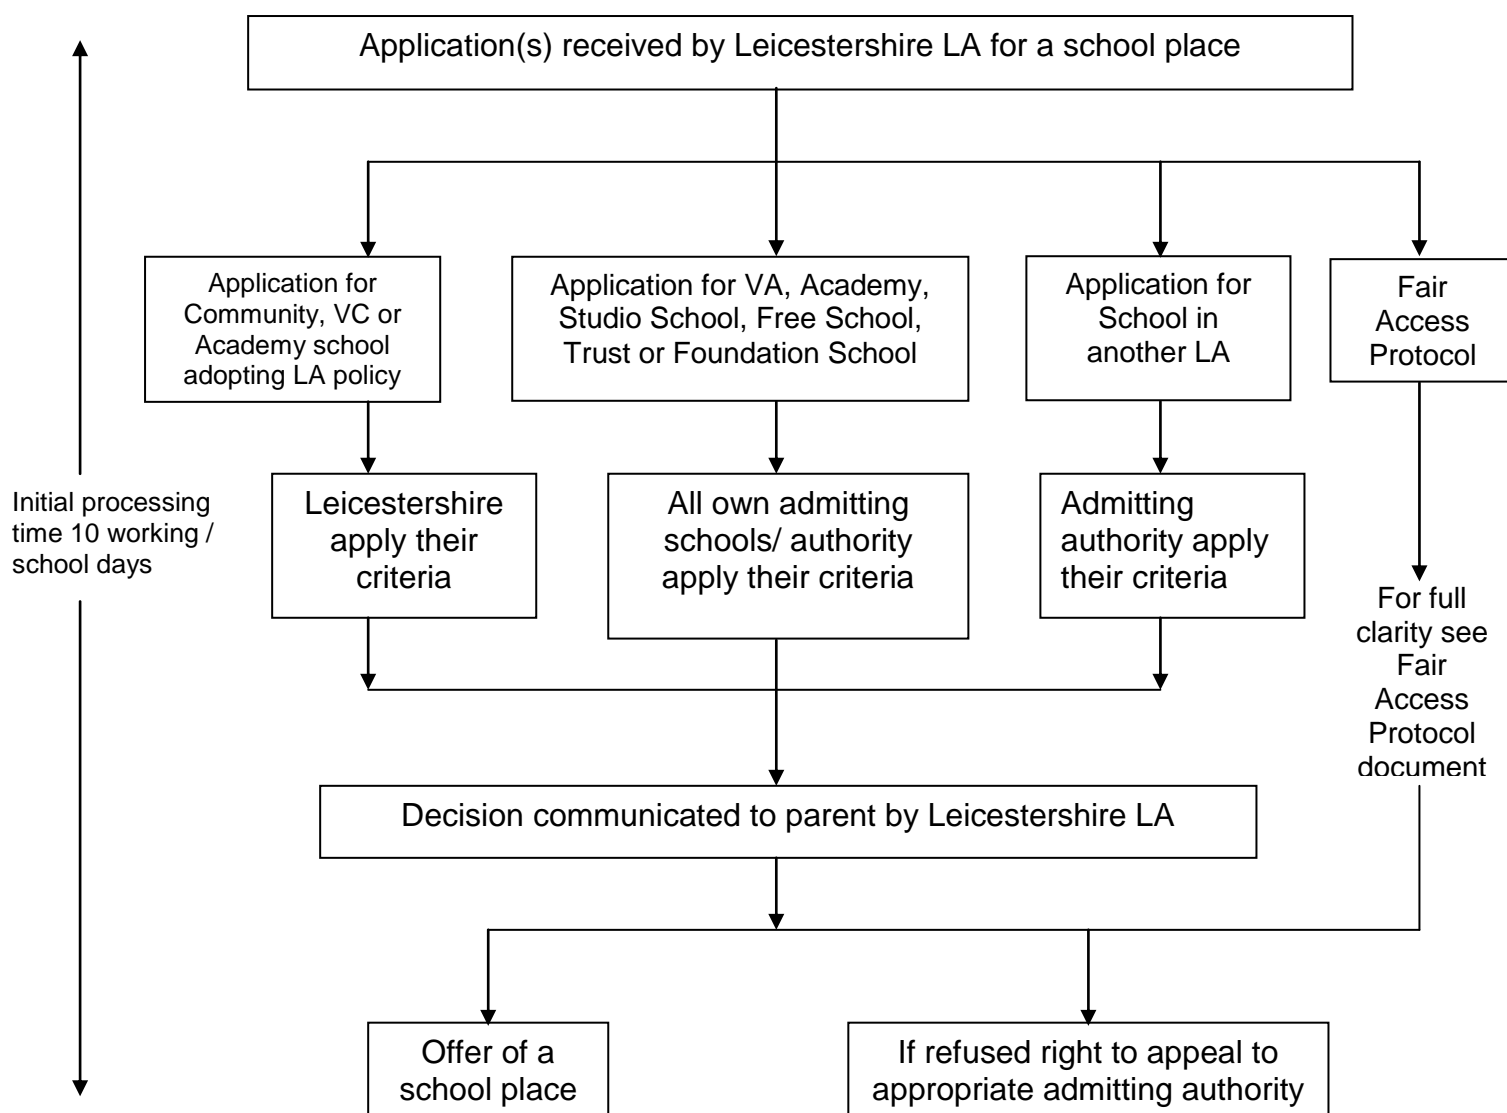 Application(s) received by Leicestershire LA for a school place
Application for
Community, VC or
Academy school
adopting LA policy
Application for VA, Academy,
Studio School, Free School,
Trust or Foundation School
Application for
School in
another LA
Fair
Access
Protocol
Initial processing
time 10 working /
school days
Leicestershire
apply their
criteria
All own admitting
schools/ authority
apply their criteria
Admitting
authority apply
their criteria
For full
clarity see
Fair
Access
Protocol
document
Decision communicated to parent by Leicestershire LA
Offer of a
school place
If refused right to appeal to
appropriate admitting authority